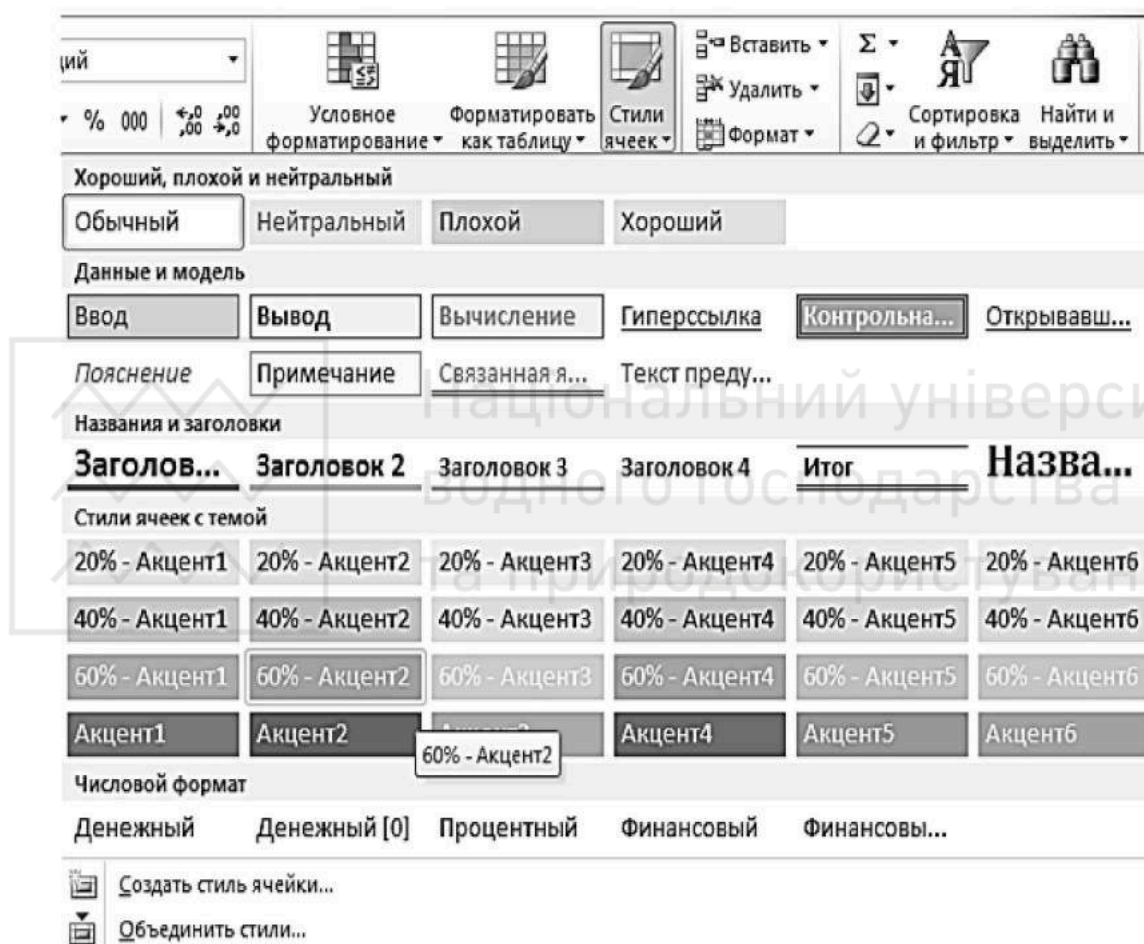 ций
Вставить
Σ
Удалить
% 000 ,0 ,00 ,00 ,0
Условное форматирование
Форматировать как таблицу
Стили ячеек
Формат
Сортировка и фильтр
Найти и выделить
Хороший, плохой и нейтральный
Обычный Нейтральный Плохой Хороший
Данные и модель
Ввод Вывод Вычисление Гиперссылка Контрольна... Открывавш...
Пояснение Примечание Связанная я... Текст преду...
Національний універси
Названия и заголовки
Заголов... Заголовок 2 Заголовок 3 Заголовок 4 Итог Назва...
водного господарства
Стили ячеек с темой
20% - Акцент1 20% - Акцент2 20% - Акцент3 20% - Акцент4 20% - Акцент5 20% - Акцент6
та природокористуван
40% - Акцент1 40% - Акцент2 40% - Акцент3 40% - Акцент4 40% - Акцент5 40% - Акцент6
60% - Акцент1 60% - Акцент2 60% - Акцент3 60% - Акцент4 60% - Акцент5 60% - Акцент6
Акцент1 Акцент2 Акцент4 Акцент5 Акцент6
60% - Акцент2
Числовой формат
Денежный Денежный [0] Процентный Финансовый Финансовы...
Создать стиль ячейки...
Объединить стили...